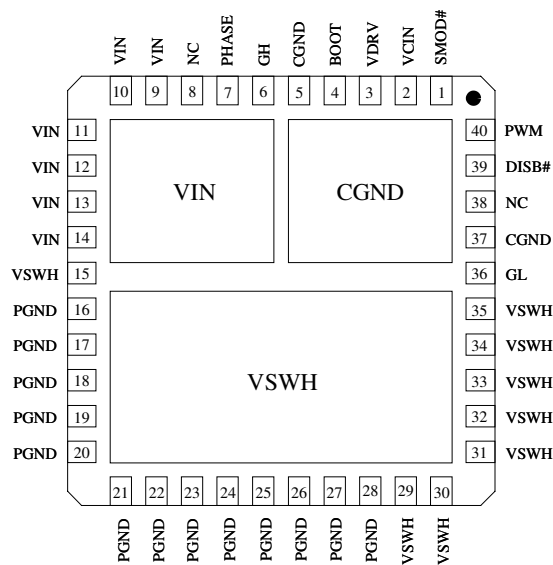 VIN VIN NC PHASE GH CGND BOOT VDRV VCIN SMOD#
10 9 8 7 6 5 4 3 2 1
VIN 11 40 PWM
VIN 12 39 DISB#
VIN CGND
VIN 13 38 NC
VIN 14 37 CGND
VSWH 15 36 GL
PGND 16 35 VSWH
PGND 17 34 VSWH
PGND 18 VSWH 33 VSWH
PGND 19 32 VSWH
PGND 20 31 VSWH
21 22 23 24 25 26 27 28 29 30
PGND PGND PGND PGND PGND PGND PGND PGND VSWH VSWH